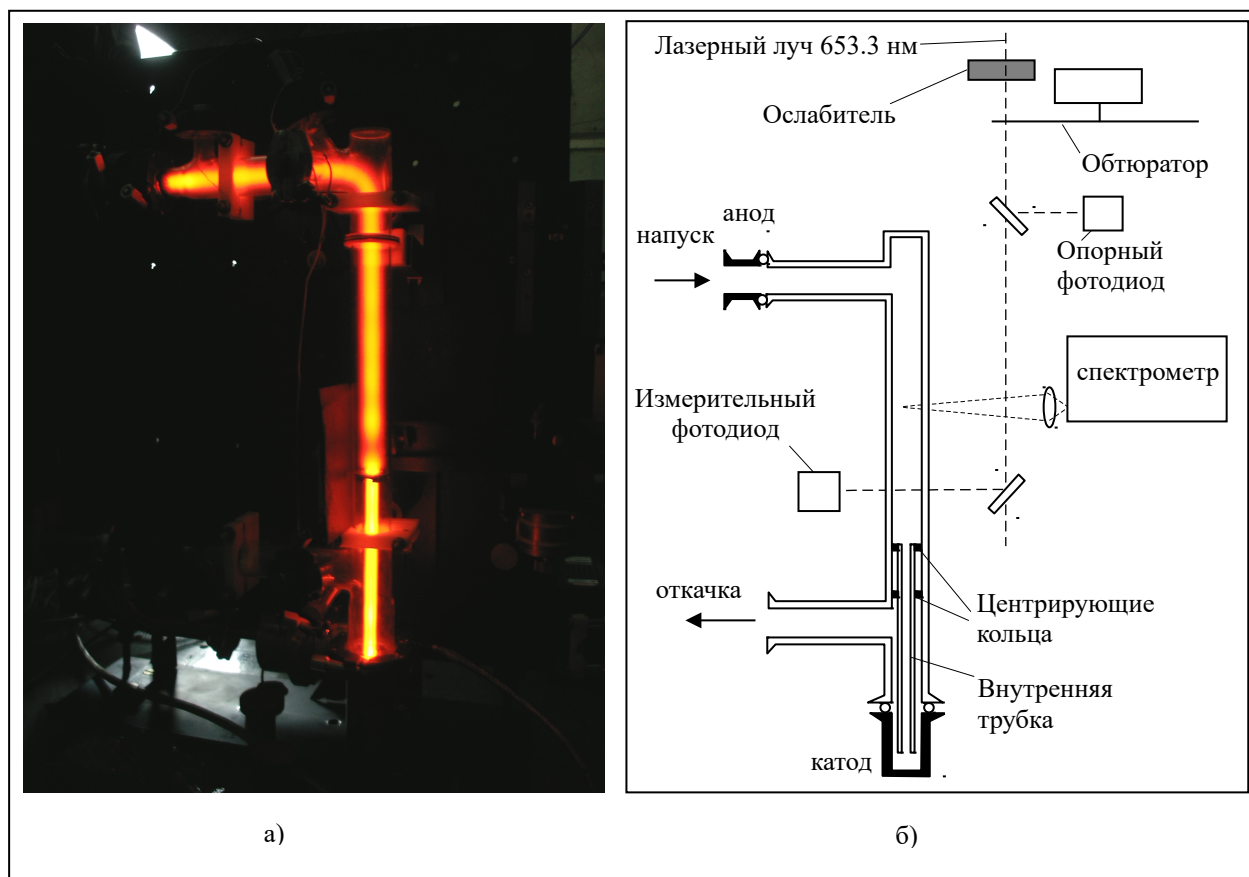 Лазерный луч 653.3 нм
Ослабитель
Обтюратор
анод
напуск
Опорный
фотодиод
спектрометр
Измерительный
фотодиод
откачка
Центрирующие
кольца
Внутренняя
трубка
катод
а)
б)